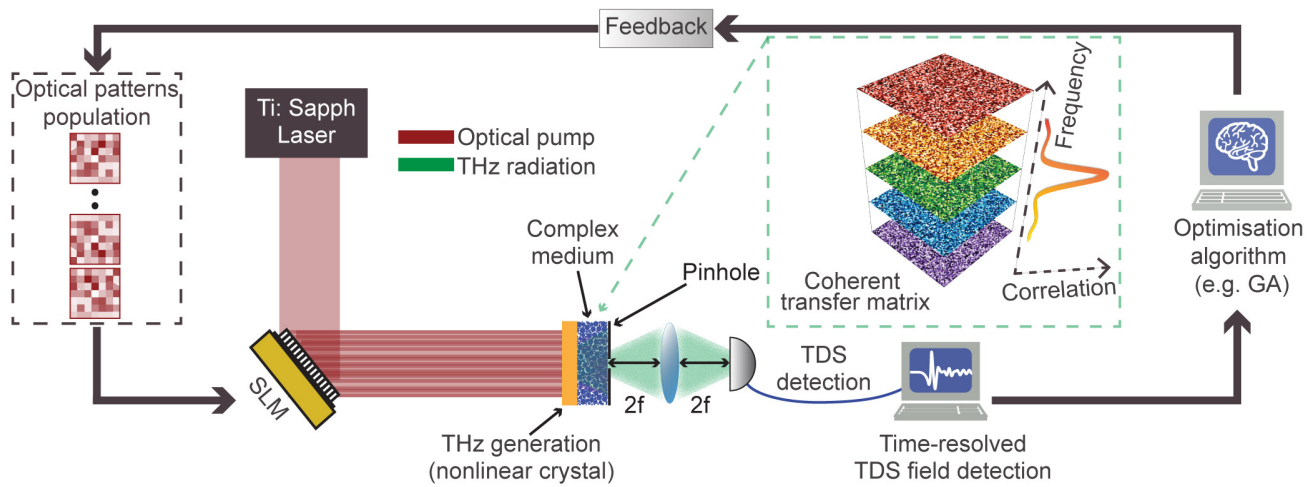 Feedback
Optical patterns
population
Ti: Sapph
Laser
Optical pump
THz radiation
Complex
medium
Pinhole
SLM
THz generation
(nonlinear crystal)
2f
2f
TDS
detection
Time-resolved
TDS field detection
Frequency
Correlation
Coherent
transfer matrix
Optimisation
algorithm
(e.g. GA)